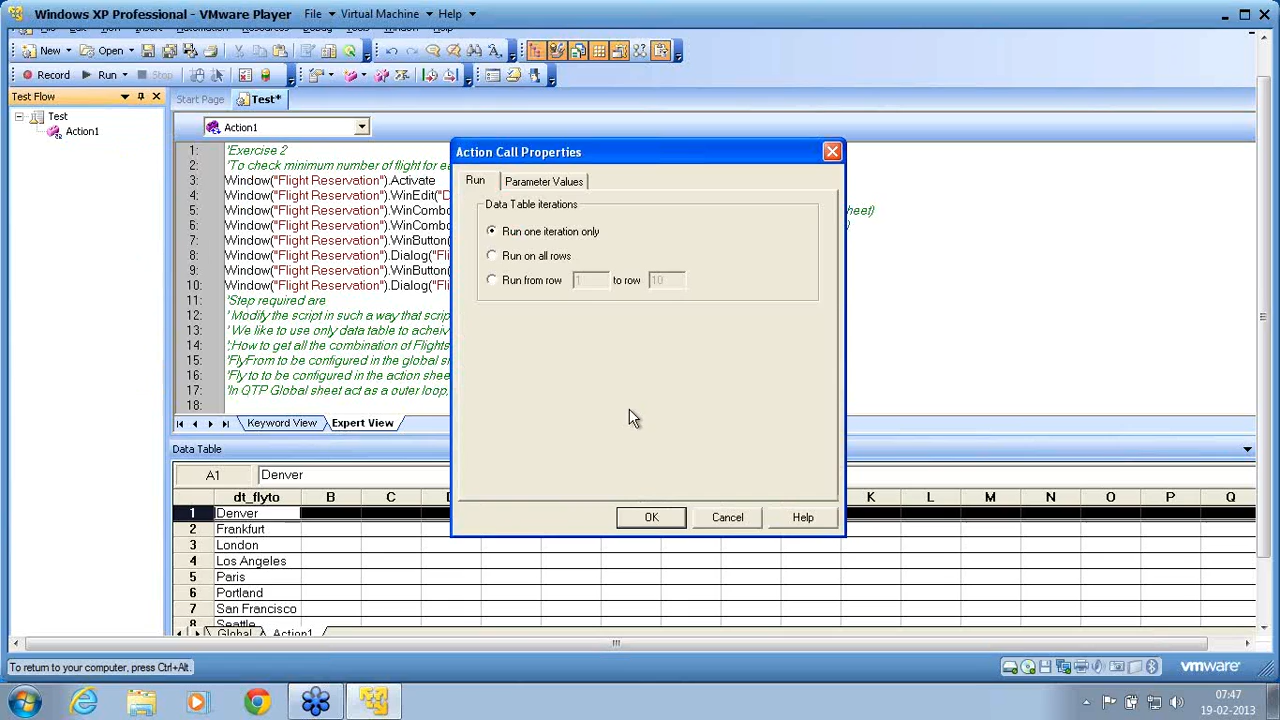 Windows XP Professional - VMware Player File Virtual Machine Help
New Open
Record Run Stop
Test Flow
Start Page Test*
Test
Action1
Action1
1: 'Exercise 2
2: 'To check minimum number of flight for
3: Window("Flight Reservation").Activate
4: Window("Flight Reservation").WinEdit("D
5: Window("Flight Reservation").WinCombo
6: Window("Flight Reservation").WinCombo
7: Window("Flight Reservation").WinButton(
8: Window("Flight Reservation").Dialog("Fli
9: Window("Flight Reservation").WinButton(
10: Window("Flight Reservation").Dialog("Fli
11: 'Step required are
12: ' Modify the script in such a way that scrip
13: ' We like to use only data table to acheiv
14: ':How to get all the combination of Flights
15: 'FlyFrom to be configured in the global s
16: 'Fly to to be configured in the action shee
17: 'In QTP Global sheet act as a outer loop,
18:
Keyword View Expert View
Action Call Properties
Run Parameter Values
Data Table iterations
Run one iteration only
Run on all rows
Run from row 1 to row 10
OK Cancel Help
Data Table
A1 Denver
dt_flyto B C D K L M N O P Q
1 Denver
2 Frankfurt
3 London
4 Los Angeles
5 Paris
6 Portland
7 San Francisco
8 Seattle
Global Action1
To return to your computer, press Ctrl+Alt.
vmware
07:47
19-02-2013